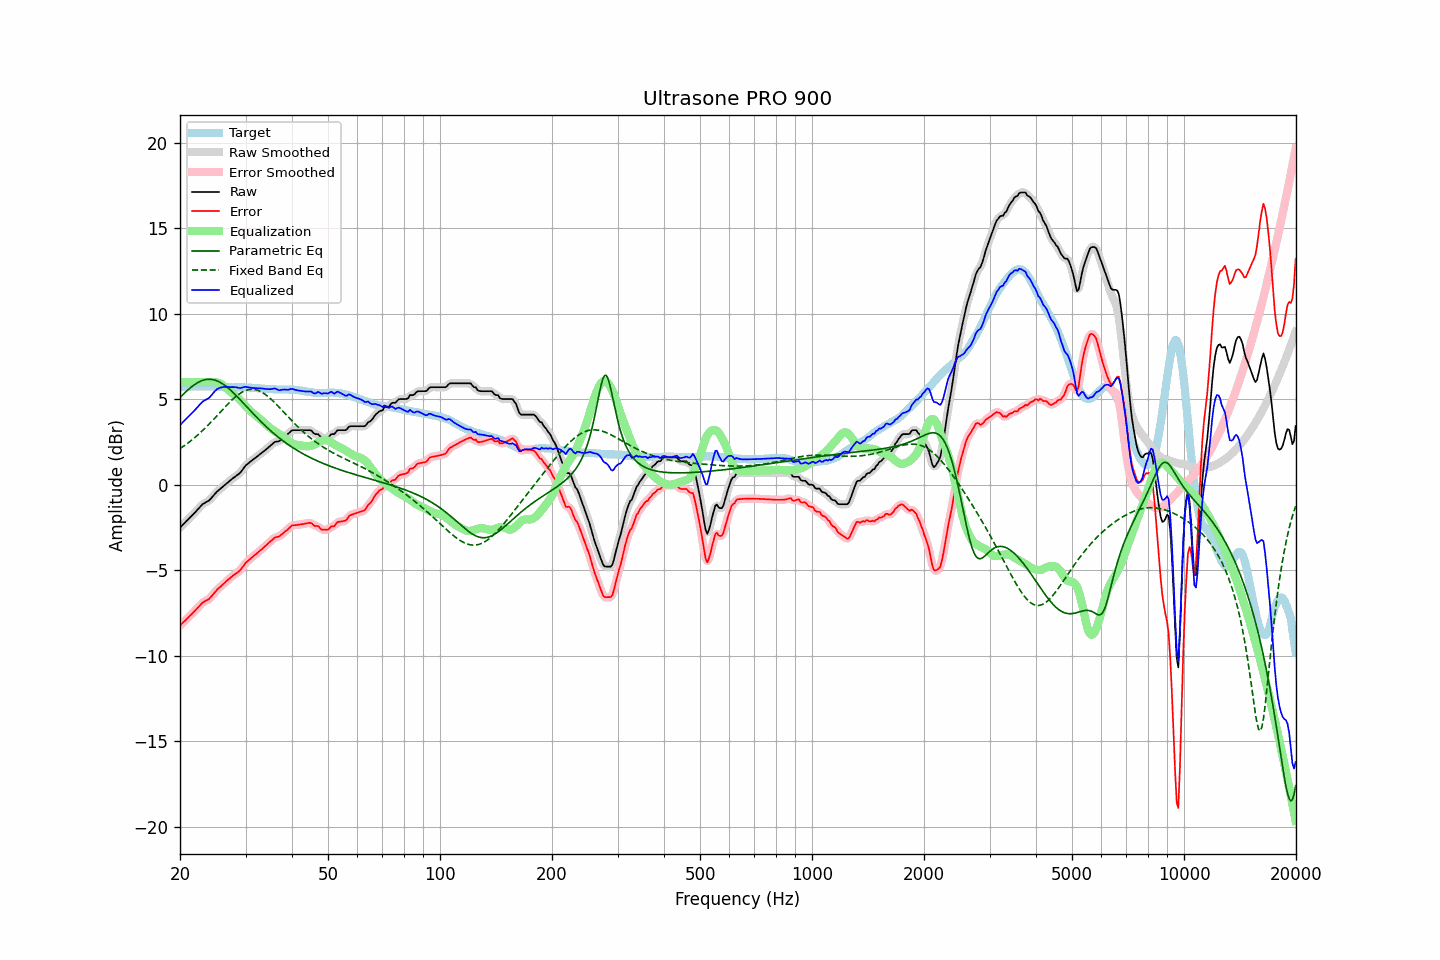 Ultrasone PRO 900
Target
Raw Smoothed
Error Smoothed
Raw
Error
Equalization
Parametric Eq
Fixed Band Eq
Equalized
20
15
10
5
0
−5
−10
−15
−20
Amplitude (dBr)
20 50 100 200 500 1000 2000 5000 10000 20000
Frequency (Hz)